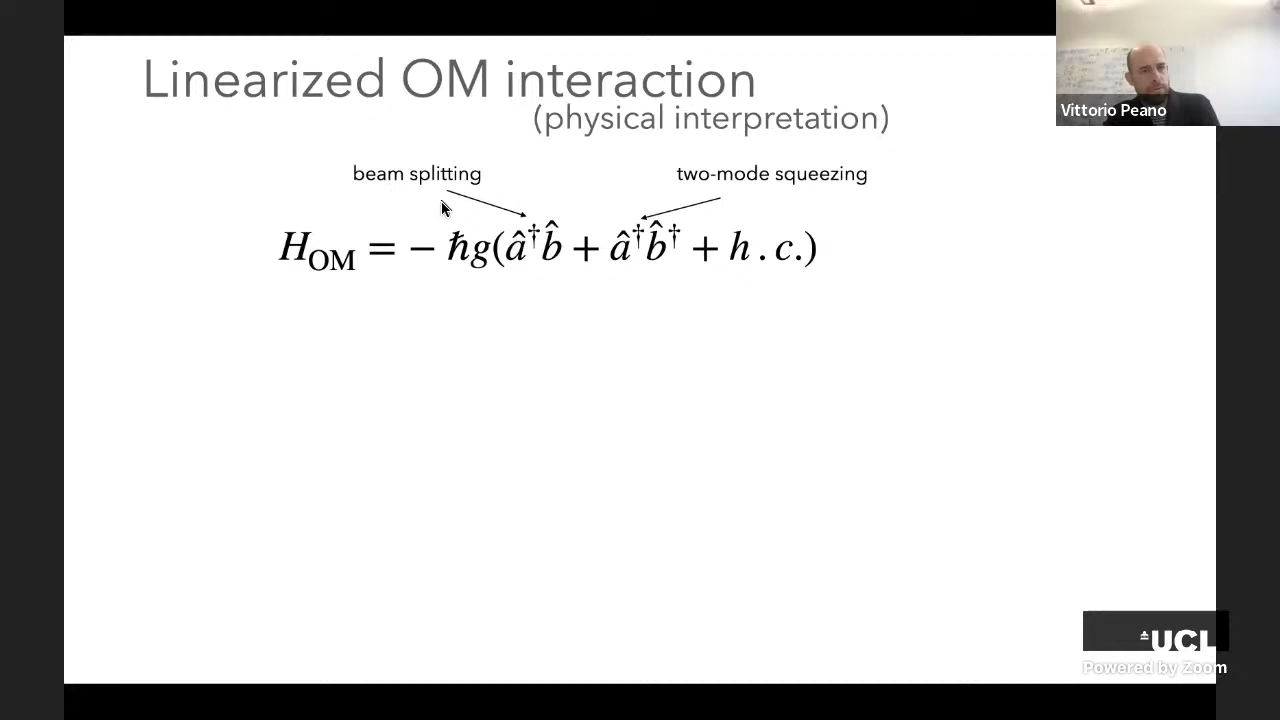 Linearized OM interaction
(physical interpretation)
Vittorio Peano
beam splitting
two-mode squeezing
H_OM = − ℏg(â†b̂ + â†b̂† + h.c.)
UCL
Powered by Zoom